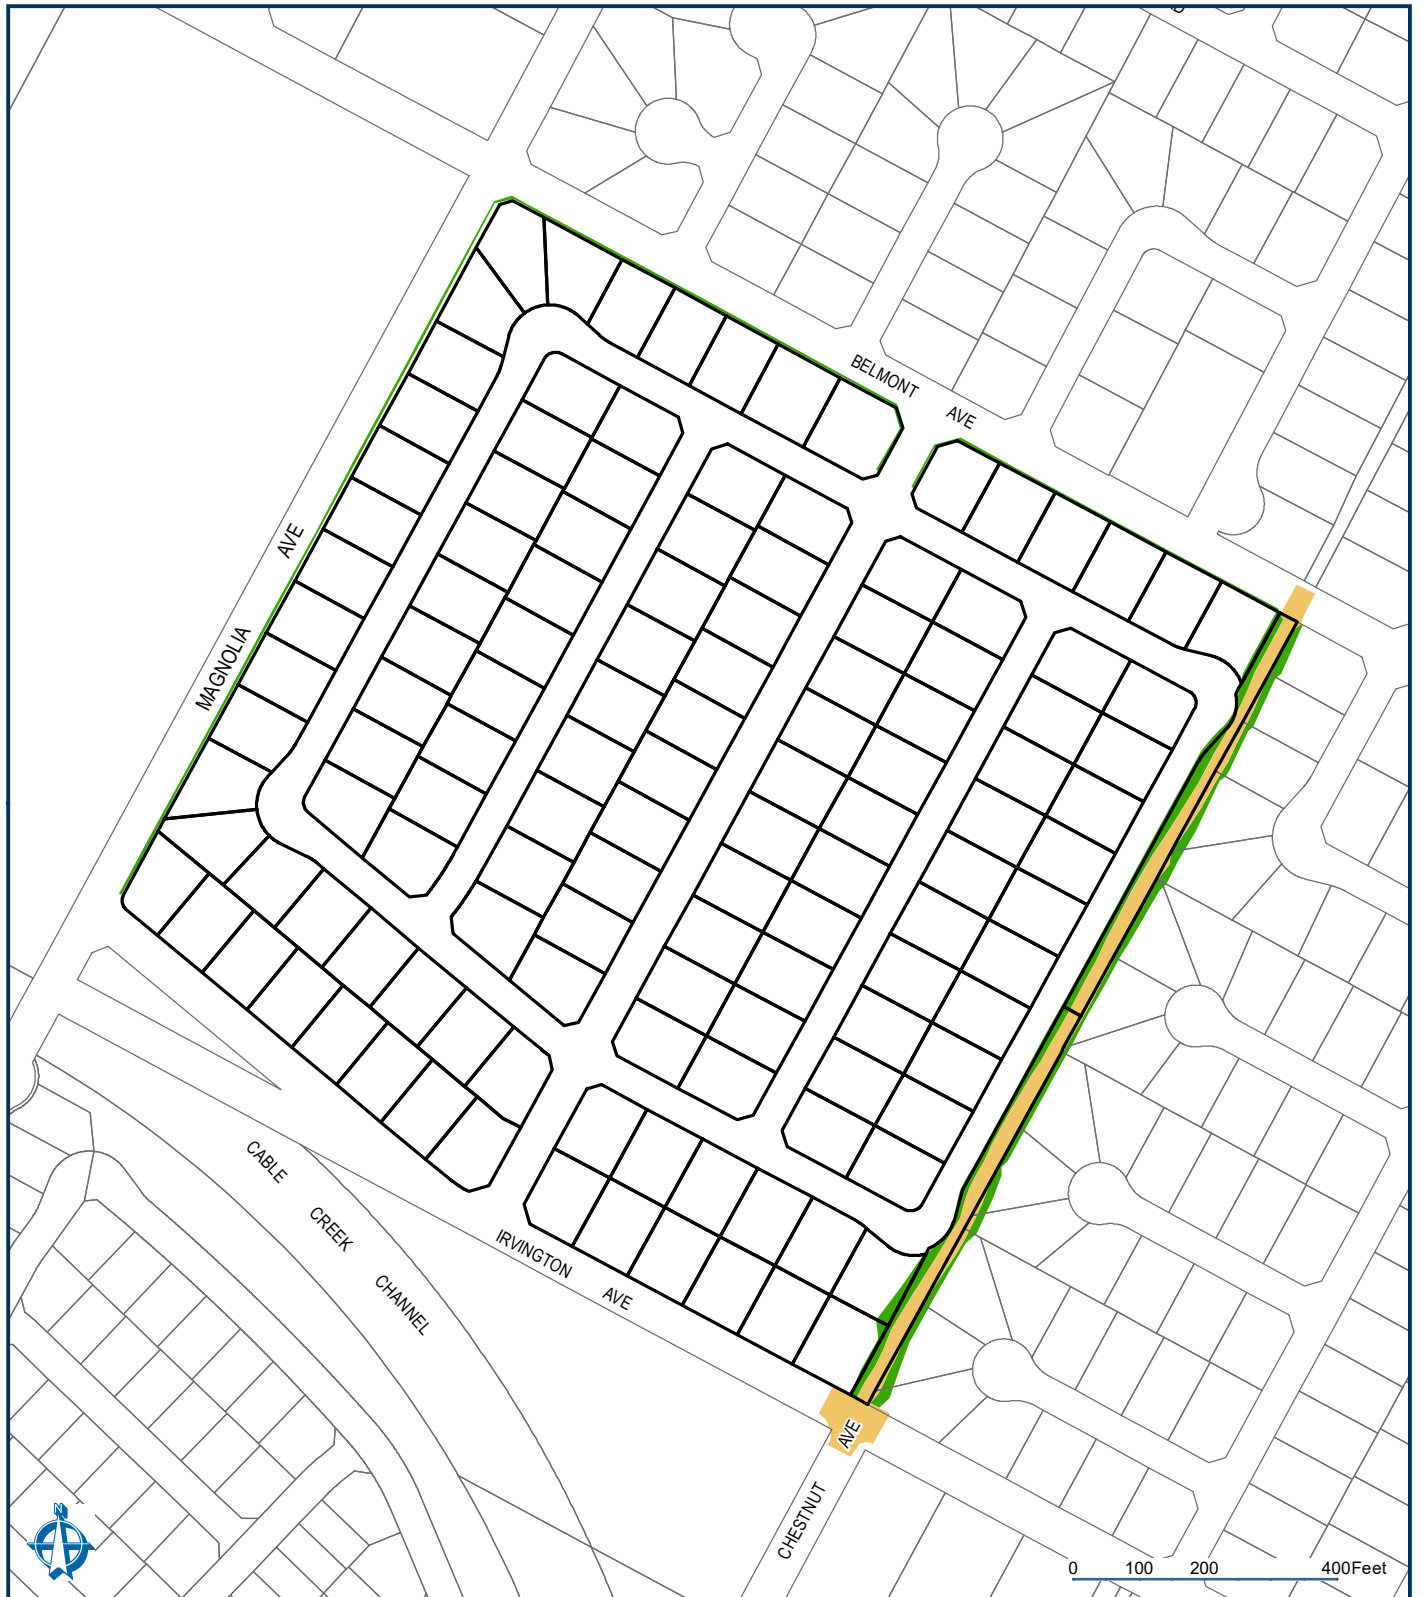 BELMONT AVE
MAGNOLIA AVE
CABLE CREEK CHANNEL
IRVINGTON AVE
CHESTNUT AVE
N
0 100 200 400Feet